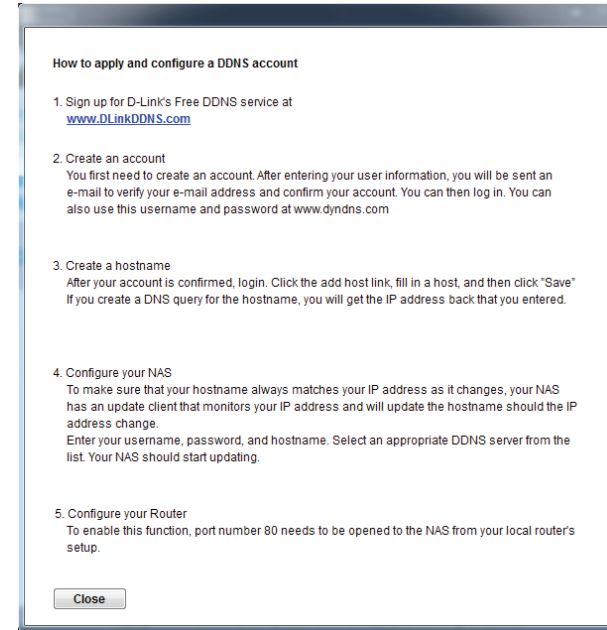 How to apply and configure a DDNS account
1. Sign up for D-Link's Free DDNS service at
www.DLinkDDNS.com
2. Create an account
You first need to create an account. After entering your user information, you will be sent an
e-mail to verify your e-mail address and confirm your account. You can then log in. You can
also use this username and password at www.dyndns.com
3. Create a hostname
After your account is confirmed, login. Click the add host link, fill in a host, and then click "Save"
If you create a DNS query for the hostname, you will get the IP address back that you entered.
4. Configure your NAS
To make sure that your hostname always matches your IP address as it changes, your NAS
has an update client that monitors your IP address and will update the hostname should the IP
address change.
Enter your username, password, and hostname. Select an appropriate DDNS server from the
list. Your NAS should start updating.
5. Configure your Router
To enable this function, port number 80 needs to be opened to the NAS from your local router's
setup.
Close